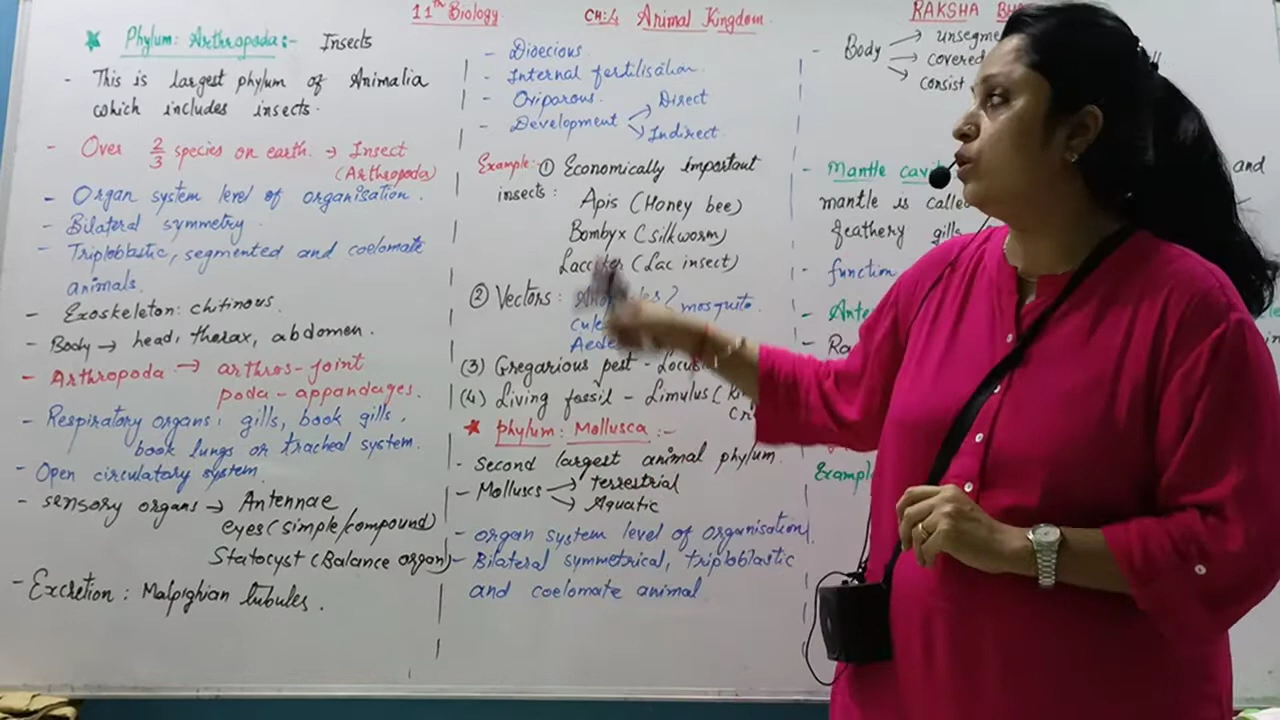 11th Biology
CH:4 Animal Kingdom.
RAKSHA
★ Phylum: Arthropoda:- Insects
- This is largest phylum of Animalia
which includes insects.
- Over 2/3 species on earth. → Insect
(Arthropoda)
- Organ system level of organisation.
- Bilateral symmetry
- Triploblastic, segmented and coelomate
animals.
- Exoskeleton: chitinous.
- Body → head, thorax, abdomen.
- Arthropoda → arthros-joint
poda-appandages.
- Respiratory organs: gills, book gills,
book lungs or tracheal system.
- Open circulatory system.
- sensory organs → Antennae
eyes (simple/compound)
Statocyst (Balance organ)
- Excretion: Malpighian tubules.
- Dioecious.
- Internal fertilisation.
- Oviparous.
- Development → Direct
→ Indirect
Example: ① Economically important
insects:
Apis (Honey bee)
Bombyx (silkworm)
(Lac insect)
② Vectors: mosquito.
(3) Gregarious pest -
(4) Living fossil - Limulus (
★ Phylum: Mollusca:-
- Second largest animal phylum.
- Molluscs → terrestrial
→ Aquatic
- organ system level of organisation.
- Bilateral symmetrical, triploblastic
and coelomate animal
- Body →
→ covered
→ consist
- Mantle and
mantle is called
feathery gills
- function